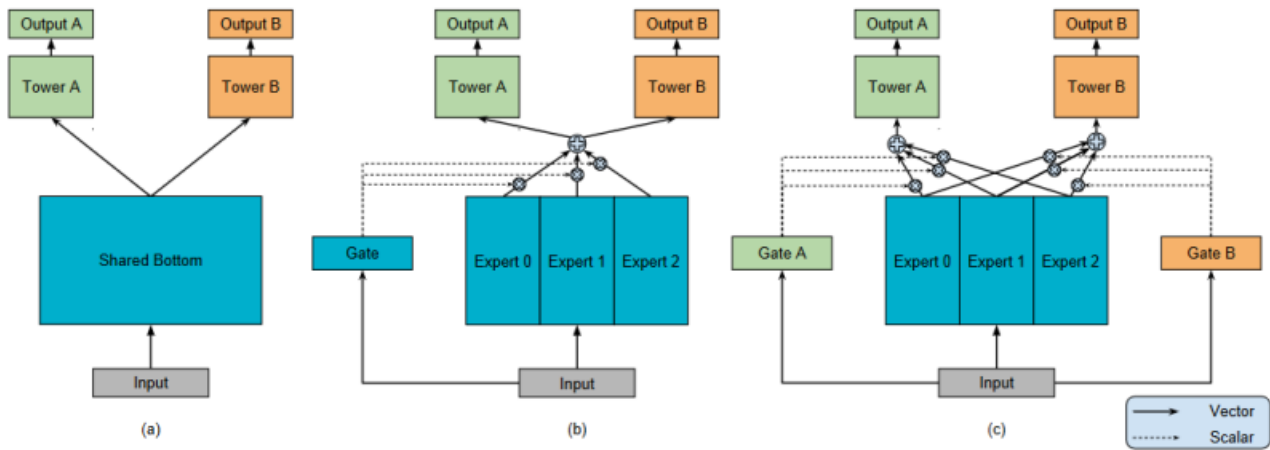 Output A
Output B
Tower A
Tower B
Shared Bottom
Input
(a)
Output A
Output B
Tower A
Tower B
Gate
Expert 0
Expert 1
Expert 2
Input
(b)
Output A
Output B
Tower A
Tower B
Gate A
Expert 0
Expert 1
Expert 2
Gate B
Input
(c)
Vector
Scalar